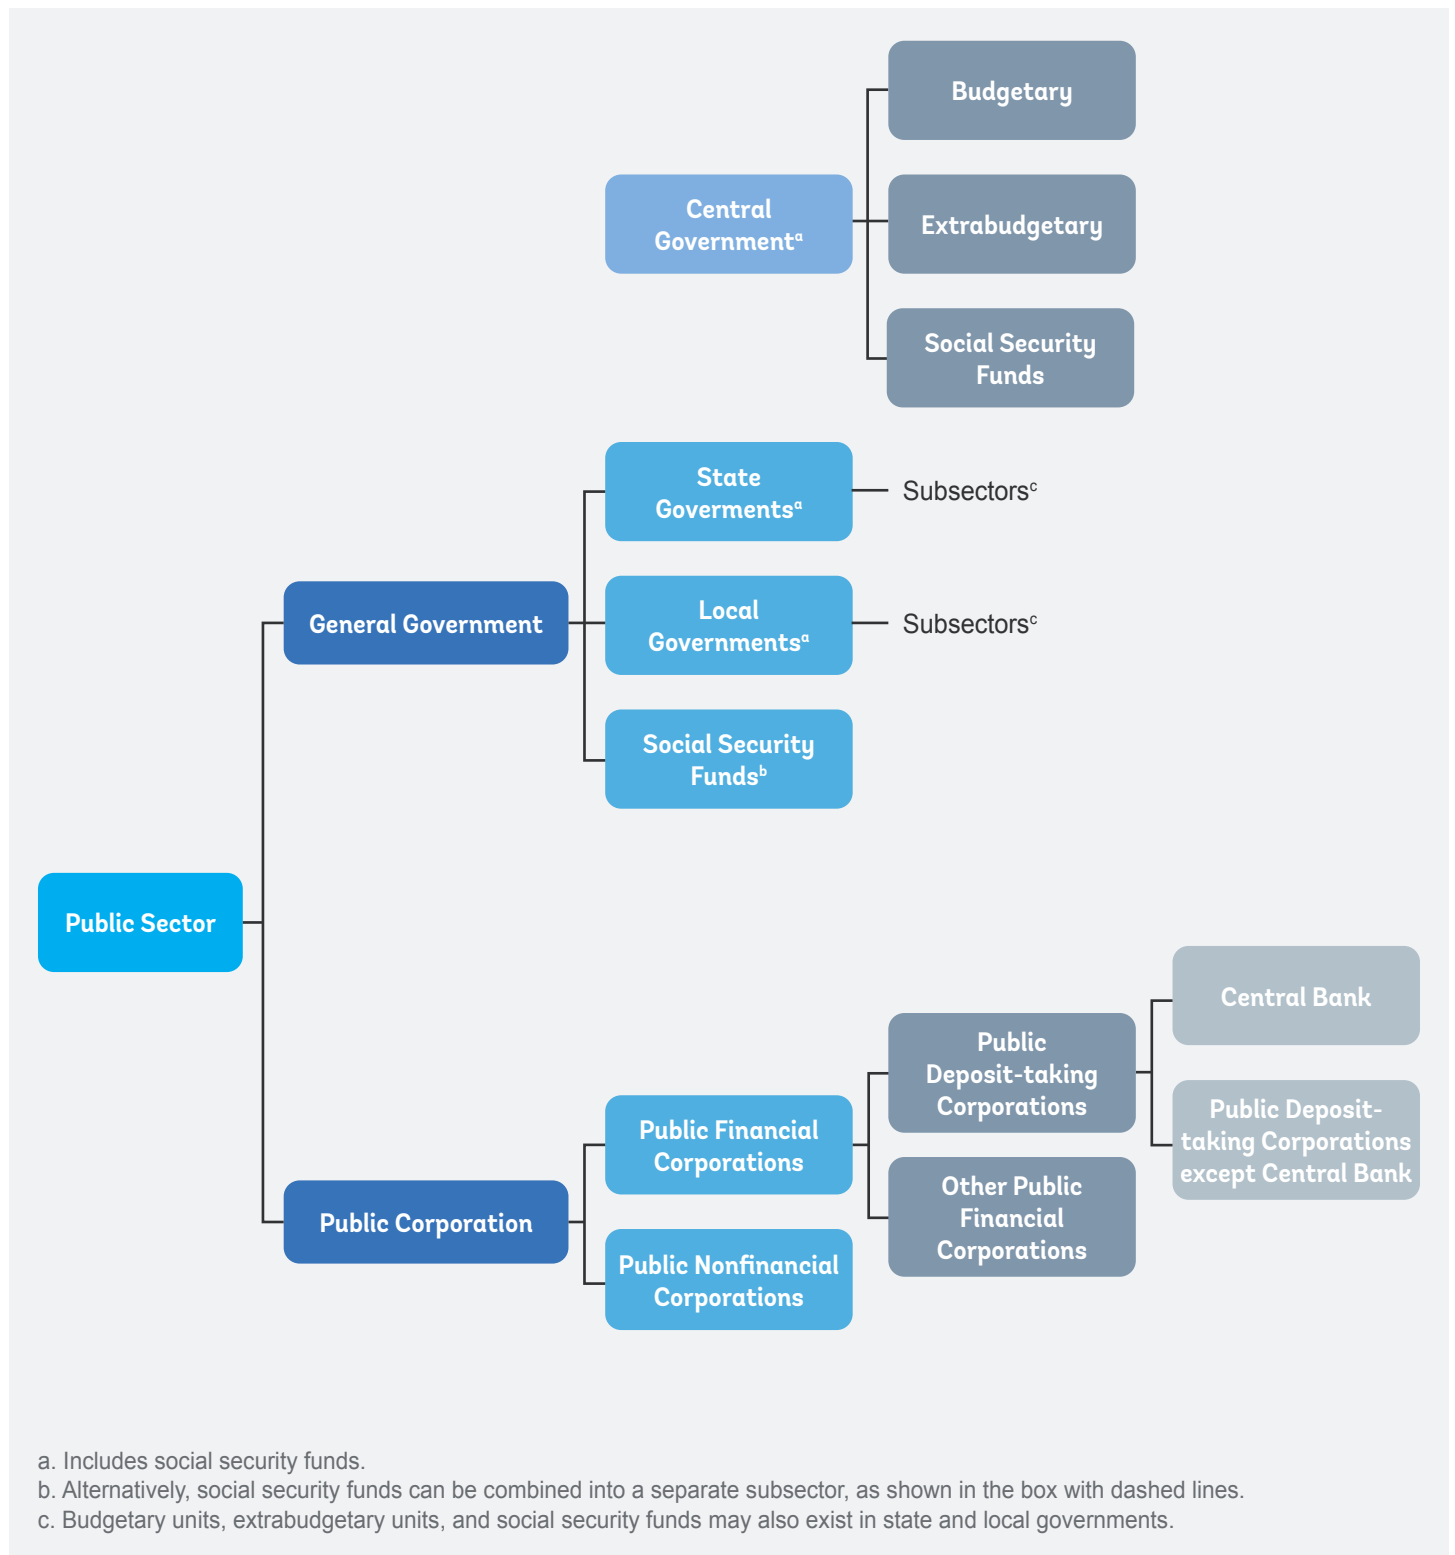 Budgetary
Central
Governmentᵃ
Extrabudgetary
Social Security
Funds
State
Govermentsᵃ
Subsectorsᶜ
General Government
Local
Governmentsᵃ
Subsectorsᶜ
Social Security
Fundsᵇ
Public Sector
Central Bank
Public
Deposit-taking
Corporations
Public Deposit-
taking Corporations
except Central Bank
Public Financial
Corporations
Other Public
Financial
Corporations
Public Corporation
Public Nonfinancial
Corporations
a. Includes social security funds.
b. Alternatively, social security funds can be combined into a separate subsector, as shown in the box with dashed lines.
c. Budgetary units, extrabudgetary units, and social security funds may also exist in state and local governments.